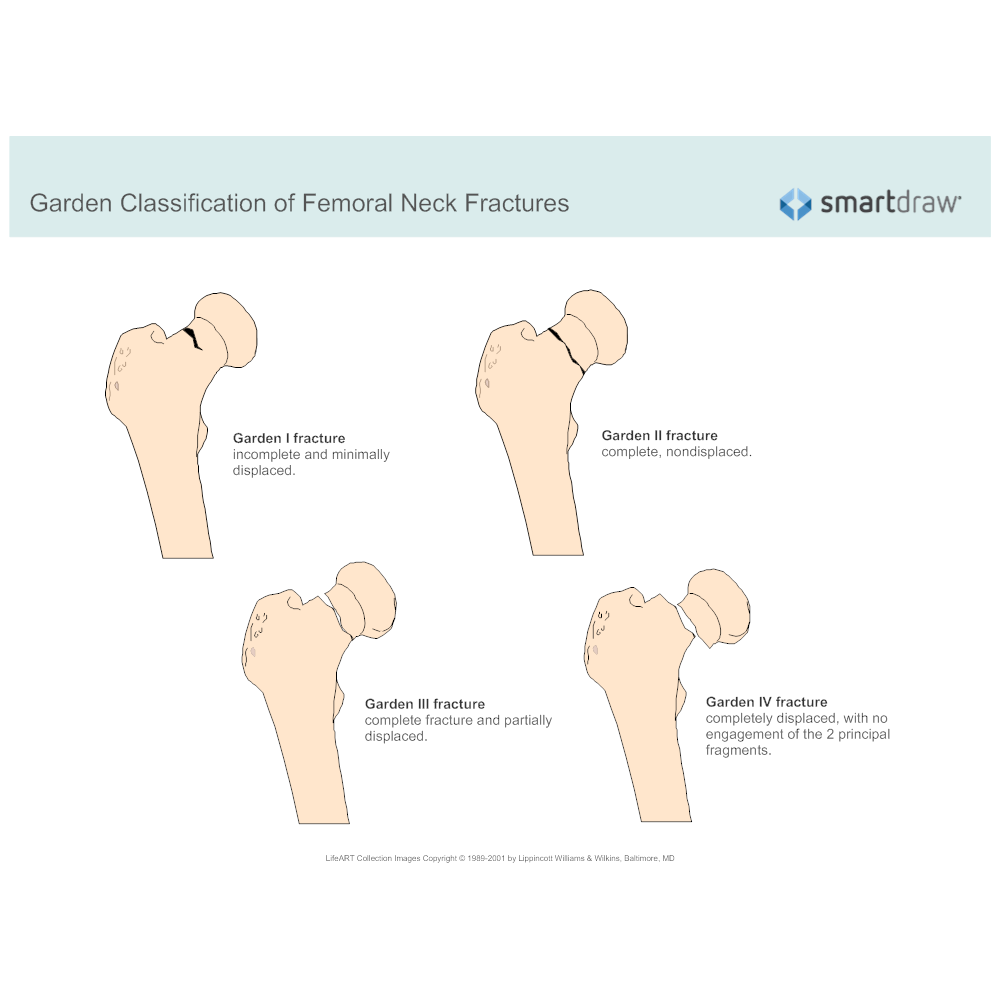 Garden Classification of Femoral Neck Fractures
smartdraw
Garden I fracture
incomplete and minimally
displaced.
Garden II fracture
complete, nondisplaced.
Garden III fracture
complete fracture and partially
displaced.
Garden IV fracture
completely displaced, with no
engagement of the 2 principal
fragments.
LifeART Collection Images Copyright © 1989-2001 by Lippincott Williams & Wilkins, Baltimore, MD